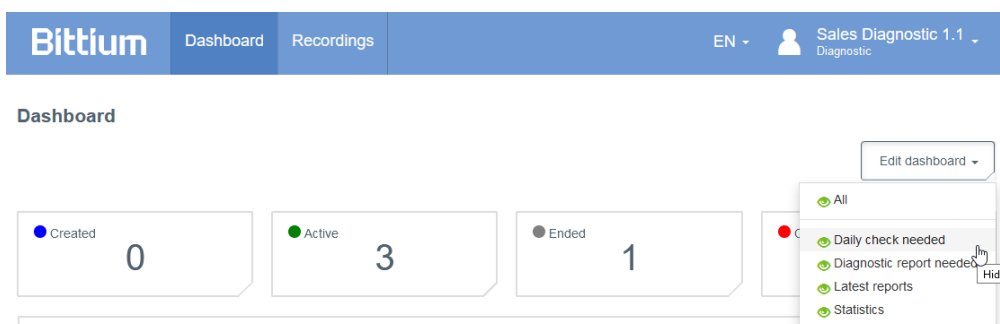 Bittium Dashboard Recordings EN Sales Diagnostic 1.1
Diagnostic
Dashboard
Edit dashboard
All
Created Active Ended
0 3 1
Daily check needed
Diagnostic report needed
Latest reports
Statistics